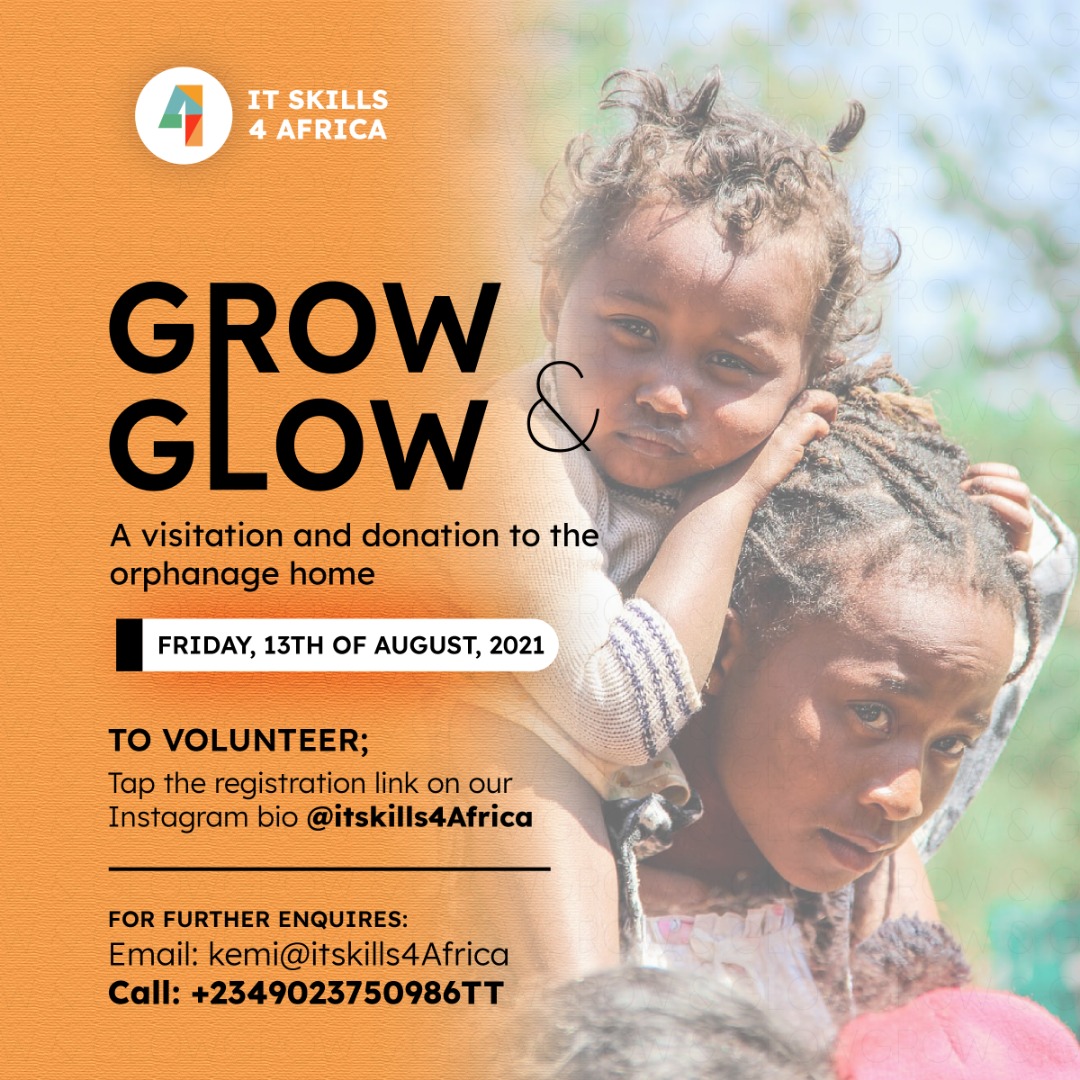 IT SKILLS
4 AFRICA
GROW
GLOW &
A visitation and donation to the
orphanage home
FRIDAY, 13TH OF AUGUST, 2021
TO VOLUNTEER;
Tap the registration link on our
Instagram bio @itskills4Africa
FOR FURTHER ENQUIRES:
Email: kemi@itskills4Africa
Call: +2349023750986TT